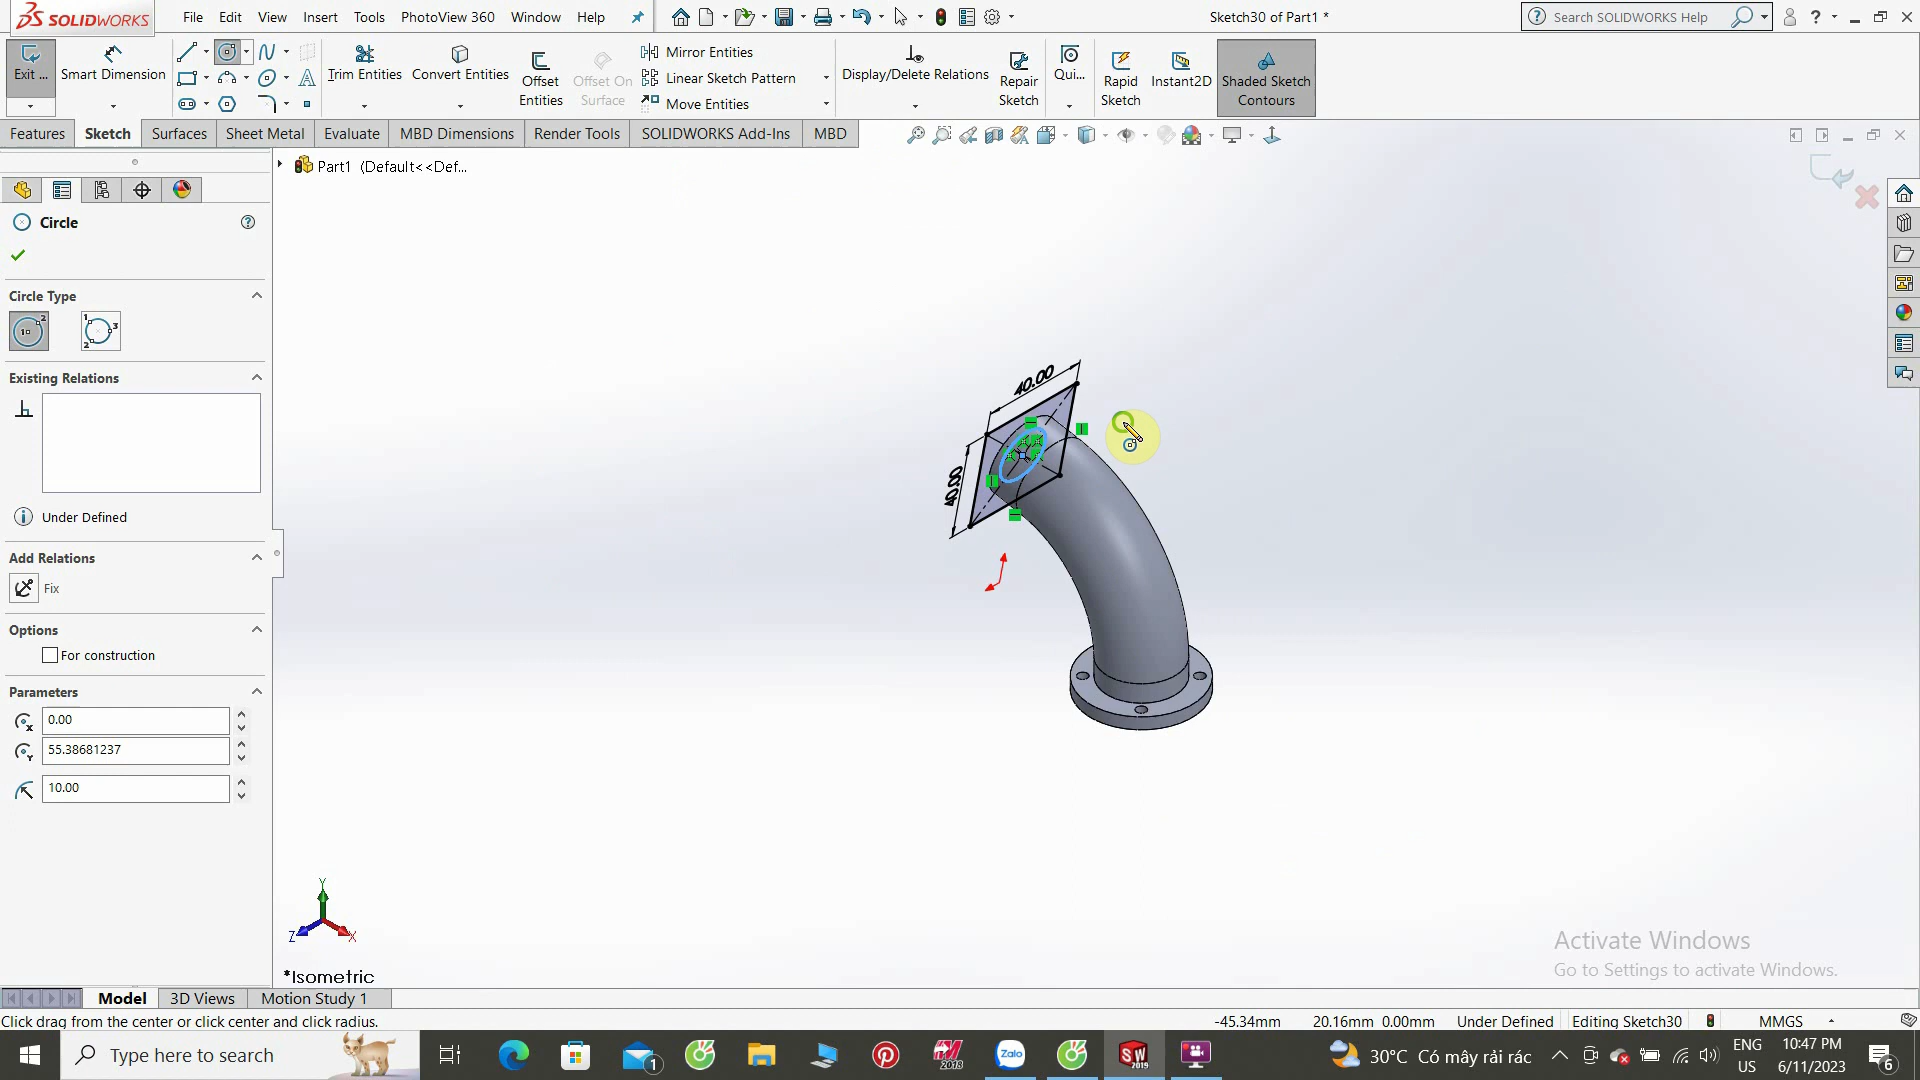 SOLIDWORKS
File Edit View Insert Tools PhotoView 360 Window Help
Sketch30 of Part1 *
Search SOLIDWORKS Help
Exit ...
Smart Dimension
Trim Entities
Convert Entities
Offset Entities
Offset On Surface
Mirror Entities
Linear Sketch Pattern
Move Entities
Display/Delete Relations
Repair Sketch
Qui...
Rapid Sketch
Instant2D
Shaded Sketch Contours
Features Sketch Surfaces Sheet Metal Evaluate MBD Dimensions Render Tools SOLIDWORKS Add-Ins MBD
Part1 (Default<<Def...
Circle
Circle Type
Existing Relations
Under Defined
Add Relations
Fix
Options
For construction
Parameters
0.00
55.38681237
10.00
40.00
40.00
Y
Z
X
*Isometric
Activate Windows
Go to Settings to activate Windows.
Model 3D Views Motion Study 1
Click drag from the center or click center and click radius.
-45.34mm 20.16mm 0.00mm Under Defined Editing Sketch30 MMGS
Type here to search
1
2018
Zalo
SW
2019
30°C Có mây rải rác
ENG
US
10:47 PM
6/11/2023
6